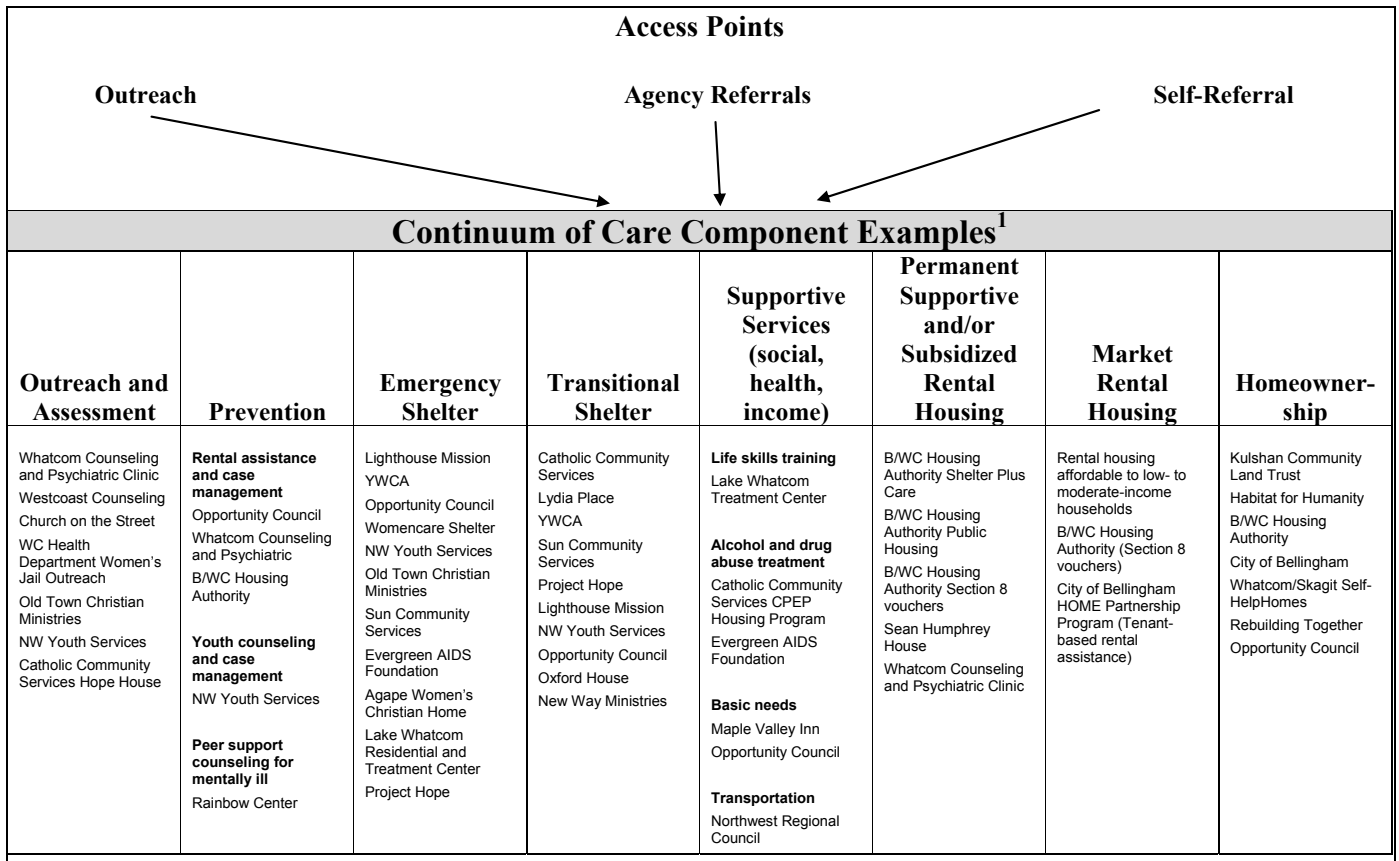 Access Points
Outreach
Agency Referrals
Self-Referral
Continuum of Care Component Examples1
Outreach and
Assessment
Prevention
Emergency
Shelter
Transitional
Shelter
Supportive
Services
(social,
health,
income)
Permanent
Supportive
and/or
Subsidized
Rental
Housing
Market
Rental
Housing
Homeowner-
ship
Whatcom Counseling
and Psychiatric Clinic
Westcoast Counseling
Church on the Street
WC Health
Department Women's
Jail Outreach
Old Town Christian
Ministries
NW Youth Services
Catholic Community
Services Hope House
Rental assistance
and case
management
Opportunity Council
Whatcom Counseling
and Psychiatric
B/WC Housing
Authority
Youth counseling
and case
management
NW Youth Services
Peer support
counseling for
mentally ill
Rainbow Center
Lighthouse Mission
YWCA
Opportunity Council
Womencare Shelter
NW Youth Services
Old Town Christian
Ministries
Sun Community
Services
Evergreen AIDS
Foundation
Agape Women's
Christian Home
Lake Whatcom
Residential and
Treatment Center
Project Hope
Catholic Community
Services
Lydia Place
YWCA
Sun Community
Services
Project Hope
Lighthouse Mission
NW Youth Services
Opportunity Council
Oxford House
New Way Ministries
Life skills training
Lake Whatcom
Treatment Center
Alcohol and drug
abuse treatment
Catholic Community
Services CPEP
Housing Program
Evergreen AIDS
Foundation
Basic needs
Maple Valley Inn
Opportunity Council
Transportation
Northwest Regional
Council
B/WC Housing
Authority Shelter Plus
Care
B/WC Housing
Authority Public
Housing
B/WC Housing
Authority Section 8
vouchers
Sean Humphrey
House
Whatcom Counseling
and Psychiatric Clinic
Rental housing
affordable to low- to
moderate-income
households
B/WC Housing
Authority (Section 8
vouchers)
City of Bellingham
HOME Partnership
Program (Tenant-
based rental
assistance)
Kulshan Community
Land Trust
Habitat for Humanity
B/WC Housing
Authority
City of Bellingham
Whatcom/Skagit Self-
HelpHomes
Rebuilding Together
Opportunity Council